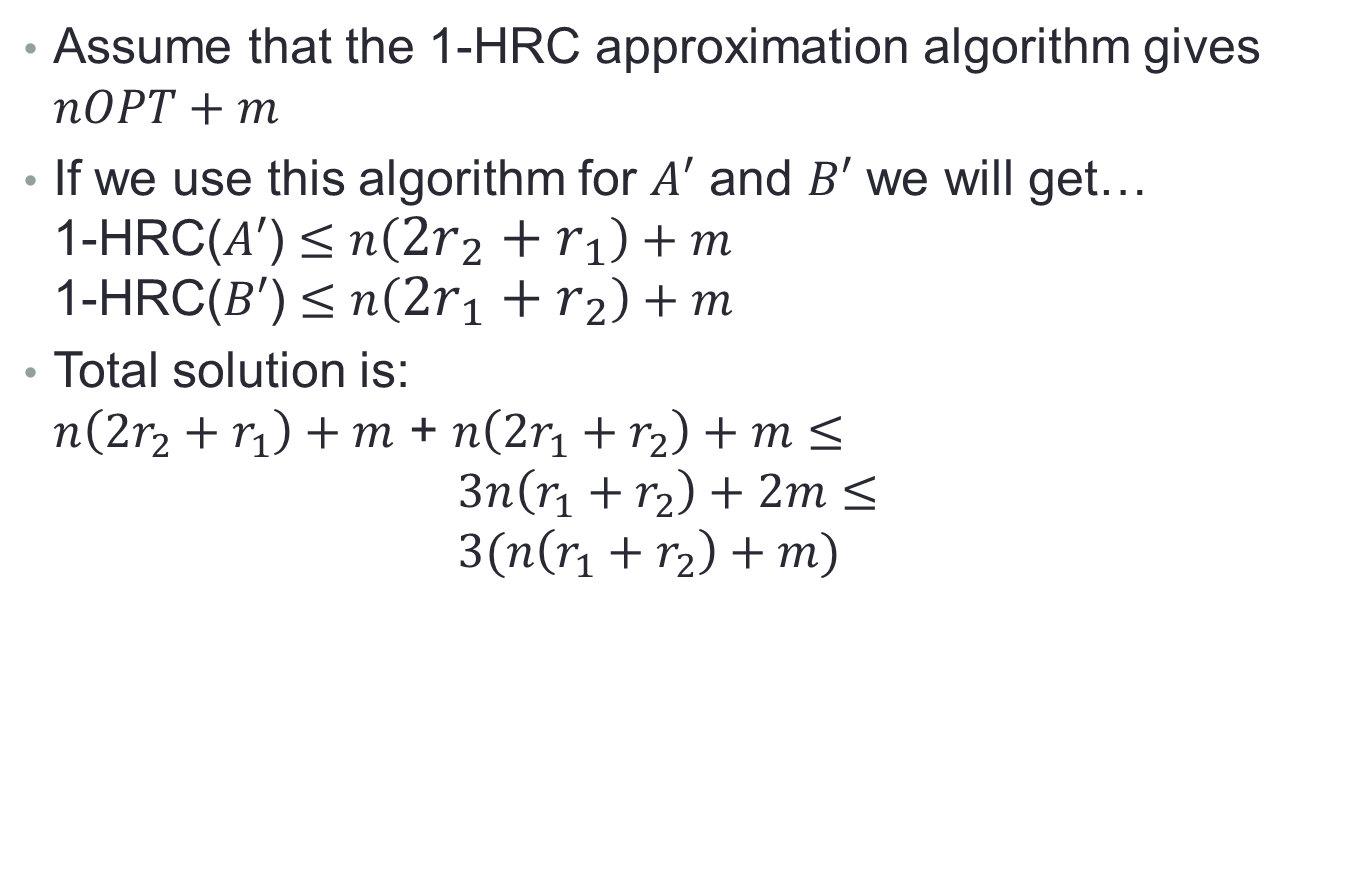 • Assume that the 1-HRC approximation algorithm gives
nOPT + m
• If we use this algorithm for A′ and B′ we will get…
1-HRC(A′) ≤ n(2r₂ + r₁) + m
1-HRC(B′) ≤ n(2r₁ + r₂) + m
• Total solution is:
n(2r₂ + r₁) + m + n(2r₁ + r₂) + m ≤
3n(r₁ + r₂) + 2m ≤
3(n(r₁ + r₂) + m)